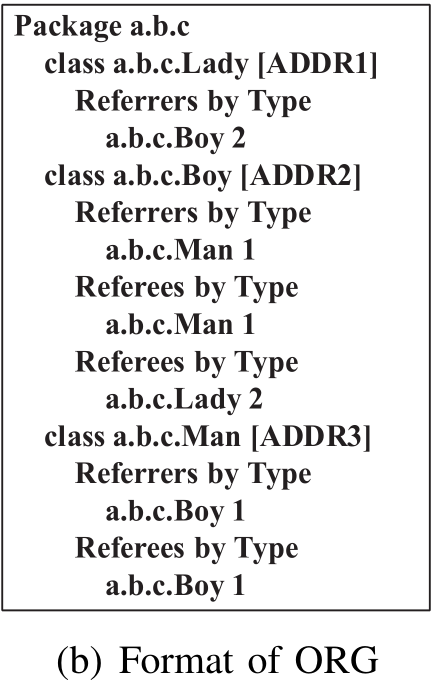 Package a.b.c
class a.b.c.Lady [ADDR1]
Referrers by Type
a.b.c.Boy 2
class a.b.c.Boy [ADDR2]
Referrers by Type
a.b.c.Man 1
Referees by Type
a.b.c.Man 1
Referees by Type
a.b.c.Lady 2
class a.b.c.Man [ADDR3]
Referrers by Type
a.b.c.Boy 1
Referees by Type
a.b.c.Boy 1
(b) Format of ORG